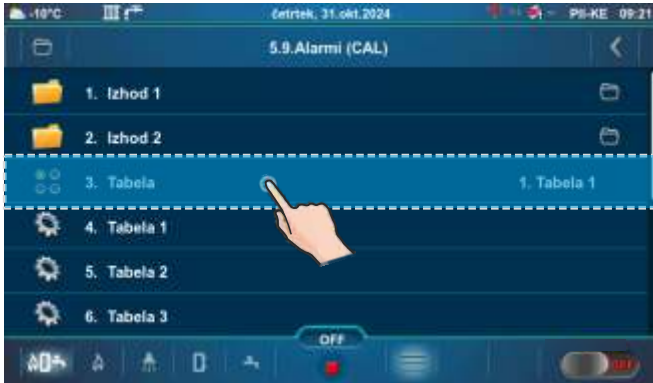 -10°C četrtek, 31.okt.2024 PII-KE 09:21
5.9.Alarmi (CAL)
1. Izhod 1
2. Izhod 2
3. Tabela 1. Tabela 1
4. Tabela 1
5. Tabela 2
6. Tabela 3
OFF
OFF